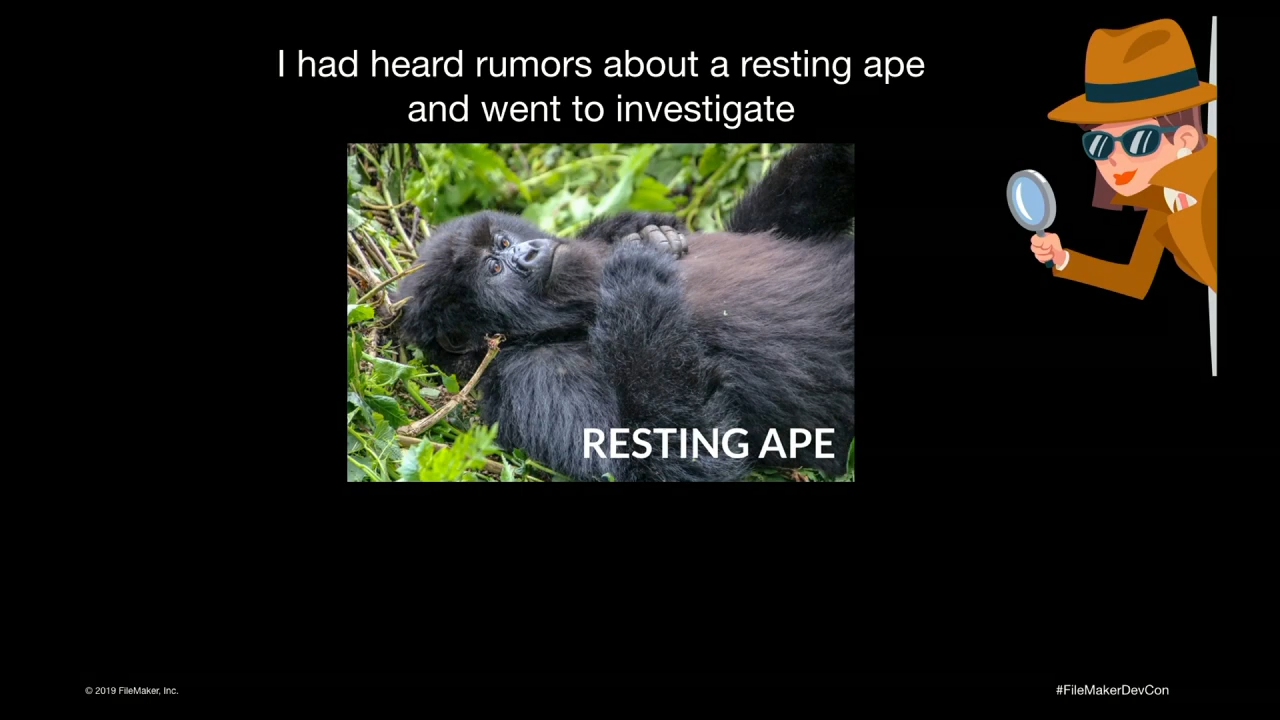 I had heard rumors about a resting ape
and went to investigate
RESTING APE
© 2019 FileMaker, Inc.
#FileMakerDevCon